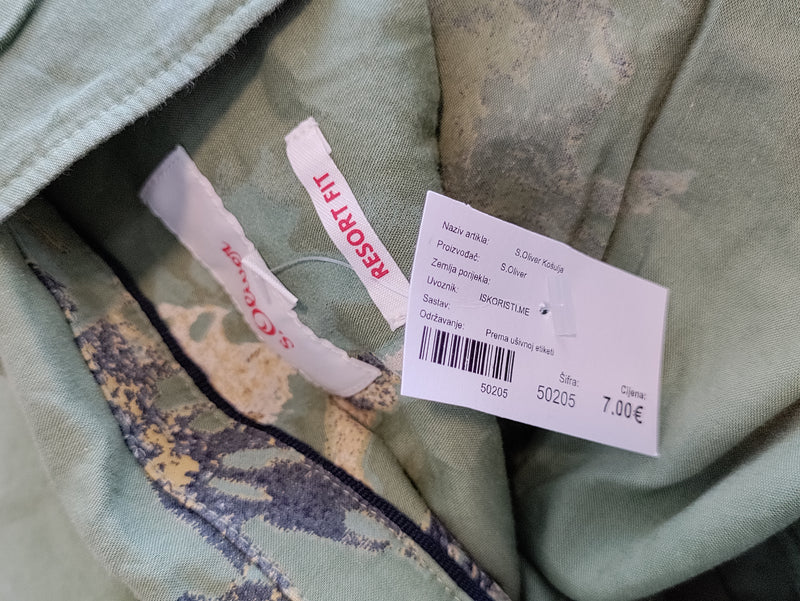 s.Oliver
RESORT FIT
Naziv artikla: S.Oliver Košulja
Proizvođač: S.Oliver
Zemlja porijekla:
Uvoznik: ISKORISTI.ME
Sastav:
Održavanje: Prema ušivnoj etiketi
50205
Šifra: 50205
Cijena: 7.00€